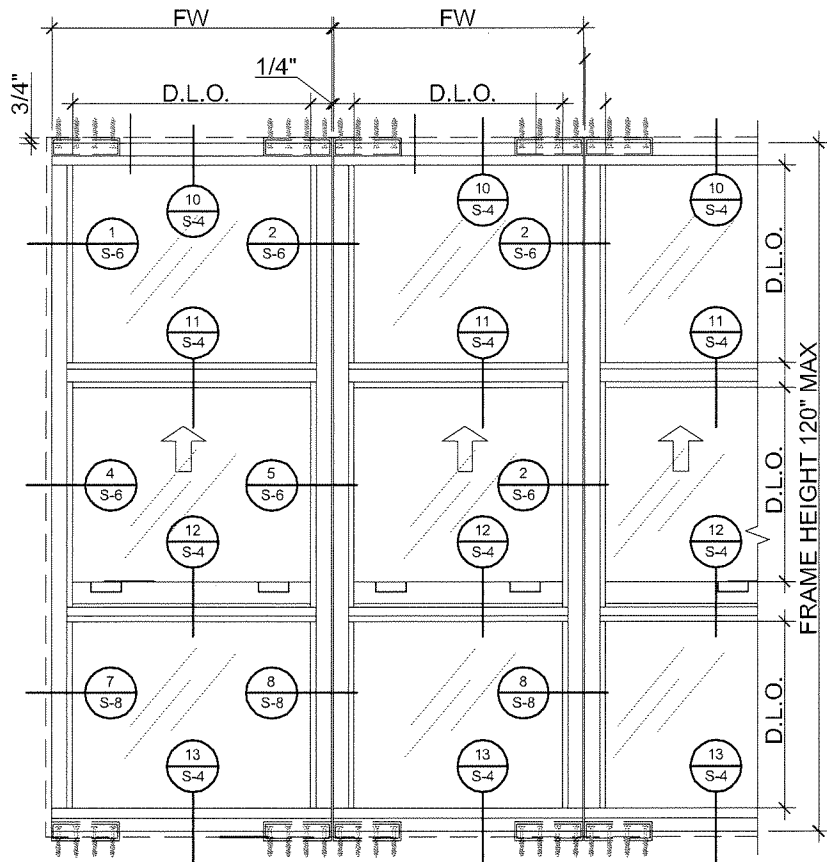 FW FW
1/4"
3/4"
D.L.O. D.L.O.
10 S-4 10 S-4 10 S-4
1 S-6 2 S-6 2 S-6
D.L.O.
11 S-4 11 S-4 11 S-4
FRAME HEIGHT 120" MAX
4 S-6 5 S-6 2 S-6
D.L.O.
12 S-4 12 S-4 12 S-4
7 S-8 8 S-8 8 S-8
D.L.O.
13 S-4 13 S-4 13 S-4